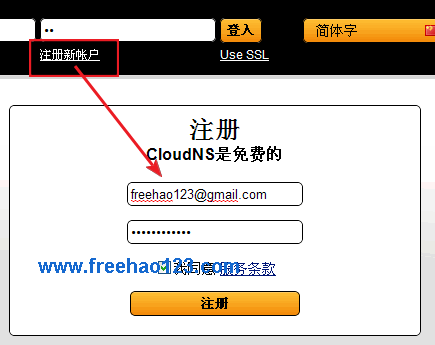 •• 登入 简体字
注册新帐户 Use SSL
注册
CloudNS是免费的
freehao123@gmail.com
••••••••••••
我同意 服务条款
www.freehao123.com
注册